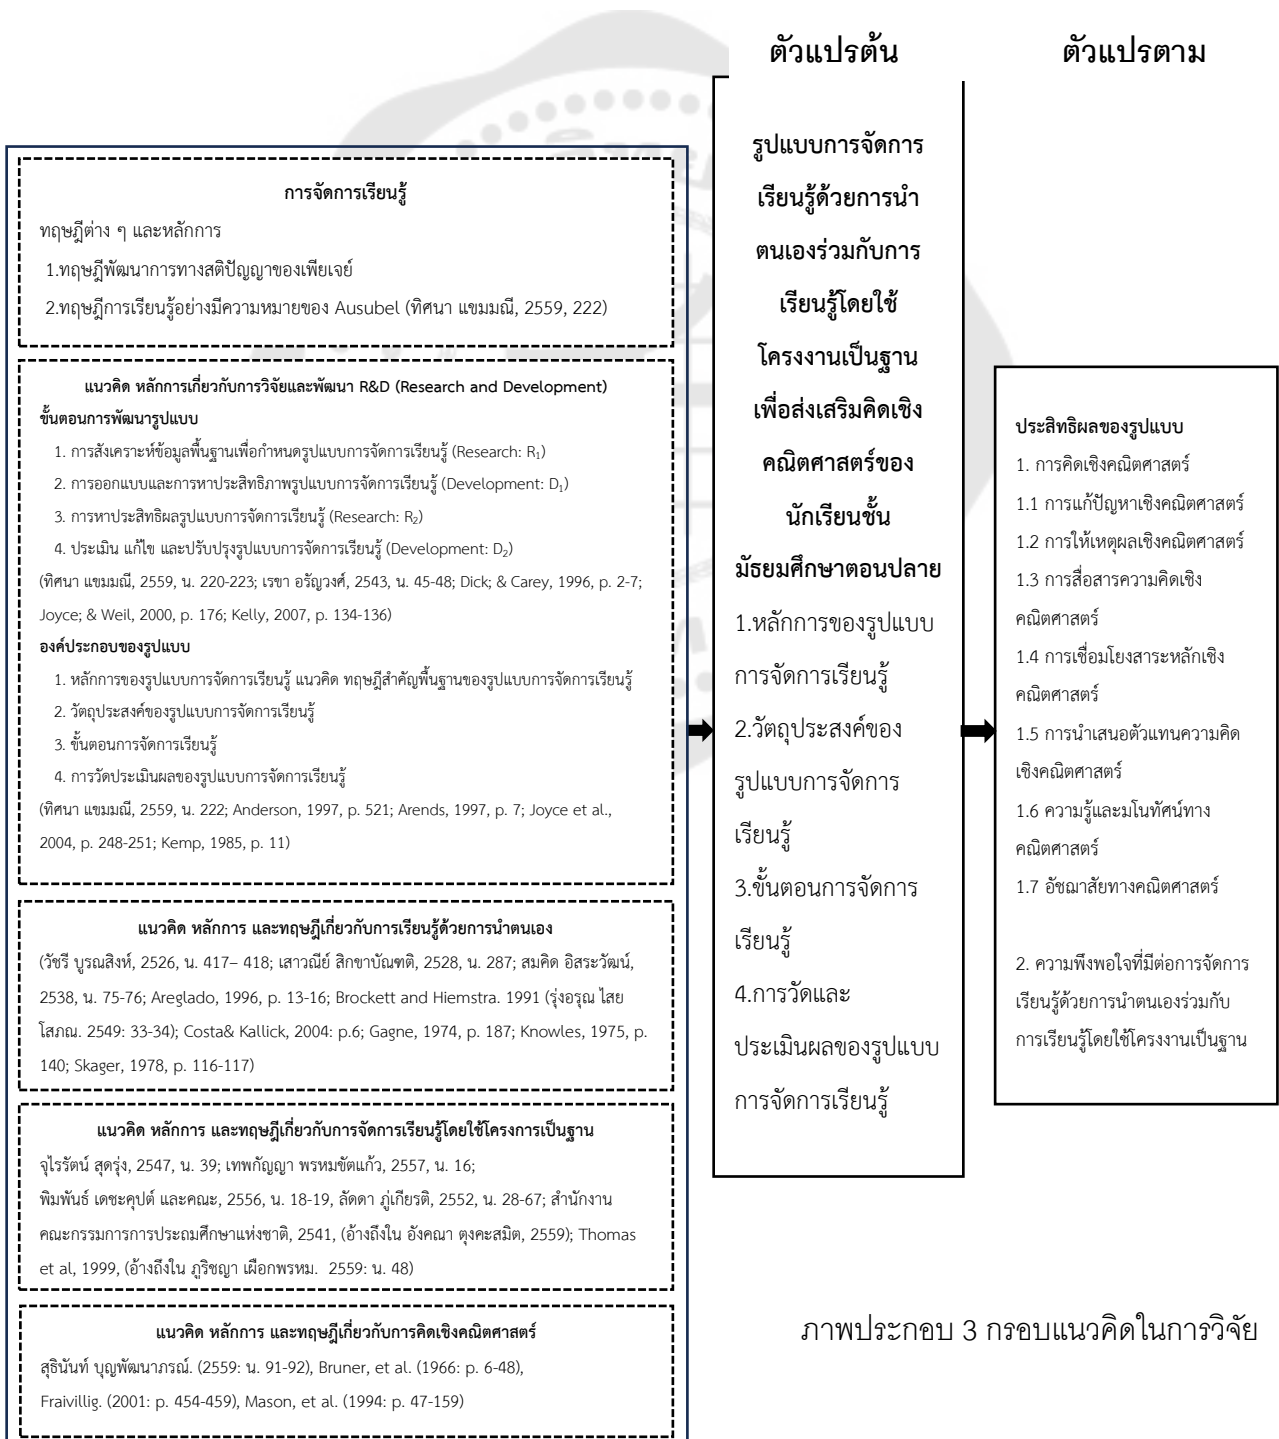 ตัวแปรต้น
ตัวแปรตาม
การจัดการเรียนรู้
ทฤษฎีต่าง ๆ และหลักการ
1.ทฤษฎีพัฒนาการทางสติปัญญาของเพียเจย์
2.ทฤษฎีการเรียนรู้อย่างมีความหมายของ Ausubel (ทิศนา แขมมณี, 2559, 222)
แนวคิด หลักการเกี่ยวกับการวิจัยและพัฒนา R&D (Research and Development)
ขั้นตอนการพัฒนารูปแบบ
1. การสังเคราะห์ข้อมูลพื้นฐานเพื่อกำหนดรูปแบบการจัดการเรียนรู้ (Research: R₁)
2. การออกแบบและการหาประสิทธิภาพรูปแบบการจัดการเรียนรู้ (Development: D₁)
3. การหาประสิทธิผลรูปแบบการจัดการเรียนรู้ (Research: R₂)
4. ประเมิน แก้ไข และปรับปรุงรูปแบบการจัดการเรียนรู้ (Development: D₂)
(ทิศนา แขมมณี, 2559, น. 220-223; เรขา อรัญวงศ์, 2543, น. 45-48; Dick; & Carey, 1996, p. 2-7;
Joyce; & Weil, 2000, p. 176; Kelly, 2007, p. 134-136)
องค์ประกอบของรูปแบบ
1. หลักการของรูปแบบการจัดการเรียนรู้ แนวคิด ทฤษฎีสำคัญพื้นฐานของรูปแบบการจัดการเรียนรู้
2. วัตถุประสงค์ของรูปแบบการจัดการเรียนรู้
3. ขั้นตอนการจัดการเรียนรู้
4. การวัดประเมินผลของรูปแบบการจัดการเรียนรู้
(ทิศนา แขมมณี, 2559, น. 222; Anderson, 1997, p. 521; Arends, 1997, p. 7; Joyce et al.,
2004, p. 248-251; Kemp, 1985, p. 11)
แนวคิด หลักการ และทฤษฎีเกี่ยวกับการเรียนรู้ด้วยการนำตนเอง
(วัชรี บูรณสิงห์, 2526, น. 417– 418; เสาวณีย์ สิกขาบัณฑติ, 2528, น. 287; สมคิด อิสระวัฒน์,
2538, น. 75-76; Areglado, 1996, p. 13-16; Brockett and Hiemstra. 1991 (รุ่งอรุณ ไสย
โสภณ. 2549: 33-34); Costa& Kallick, 2004: p.6; Gagne, 1974, p. 187; Knowles, 1975, p.
140; Skager, 1978, p. 116-117)
แนวคิด หลักการ และทฤษฎีเกี่ยวกับการจัดการเรียนรู้โดยใช้โครงการเป็นฐาน
จุไรรัตน์ สุดรุ่ง, 2547, น. 39; เทพกัญญา พรหมขัตแก้ว, 2557, น. 16;
พิมพันธ์ เดชะคุปต์ และคณะ, 2556, น. 18-19, ลัดดา ภู่เกียรติ, 2552, น. 28-67; สำนักงาน
คณะกรรมการการประถมศึกษาแห่งชาติ, 2541, (อ้างถึงใน อังคณา ตุงคะสมิต, 2559); Thomas
et al, 1999, (อ้างถึงใน ภูริชญา เผือกพรหม. 2559: น. 48)
แนวคิด หลักการ และทฤษฎีเกี่ยวกับการคิดเชิงคณิตศาสตร์
สุธินันท์ บุญพัฒนาภรณ์. (2559: น. 91-92), Bruner, et al. (1966: p. 6-48),
Fraivillig. (2001: p. 454-459), Mason, et al. (1994: p. 47-159)
รูปแบบการจัดการ
เรียนรู้ด้วยการนำ
ตนเองร่วมกับการ
เรียนรู้โดยใช้
โครงงานเป็นฐาน
เพื่อส่งเสริมคิดเชิง
คณิตศาสตร์ของ
นักเรียนชั้น
มัธยมศึกษาตอนปลาย
1.หลักการของรูปแบบ
การจัดการเรียนรู้
2.วัตถุประสงค์ของ
รูปแบบการจัดการ
เรียนรู้
3.ขั้นตอนการจัดการ
เรียนรู้
4.การวัดและ
ประเมินผลของรูปแบบ
การจัดการเรียนรู้
ประสิทธิผลของรูปแบบ
1. การคิดเชิงคณิตศาสตร์
1.1 การแก้ปัญหาเชิงคณิตศาสตร์
1.2 การให้เหตุผลเชิงคณิตศาสตร์
1.3 การสื่อสารความคิดเชิง
คณิตศาสตร์
1.4 การเชื่อมโยงสาระหลักเชิง
คณิตศาสตร์
1.5 การนำเสนอตัวแทนความคิด
เชิงคณิตศาสตร์
1.6 ความรู้และมโนทัศน์ทาง
คณิตศาสตร์
1.7 อัชฌาสัยทางคณิตศาสตร์
2. ความพึงพอใจที่มีต่อการจัดการ
เรียนรู้ด้วยการนำตนเองร่วมกับ
การเรียนรู้โดยใช้โครงงานเป็นฐาน
ภาพประกอบ 3 กรอบแนวคิดในการวิจัย